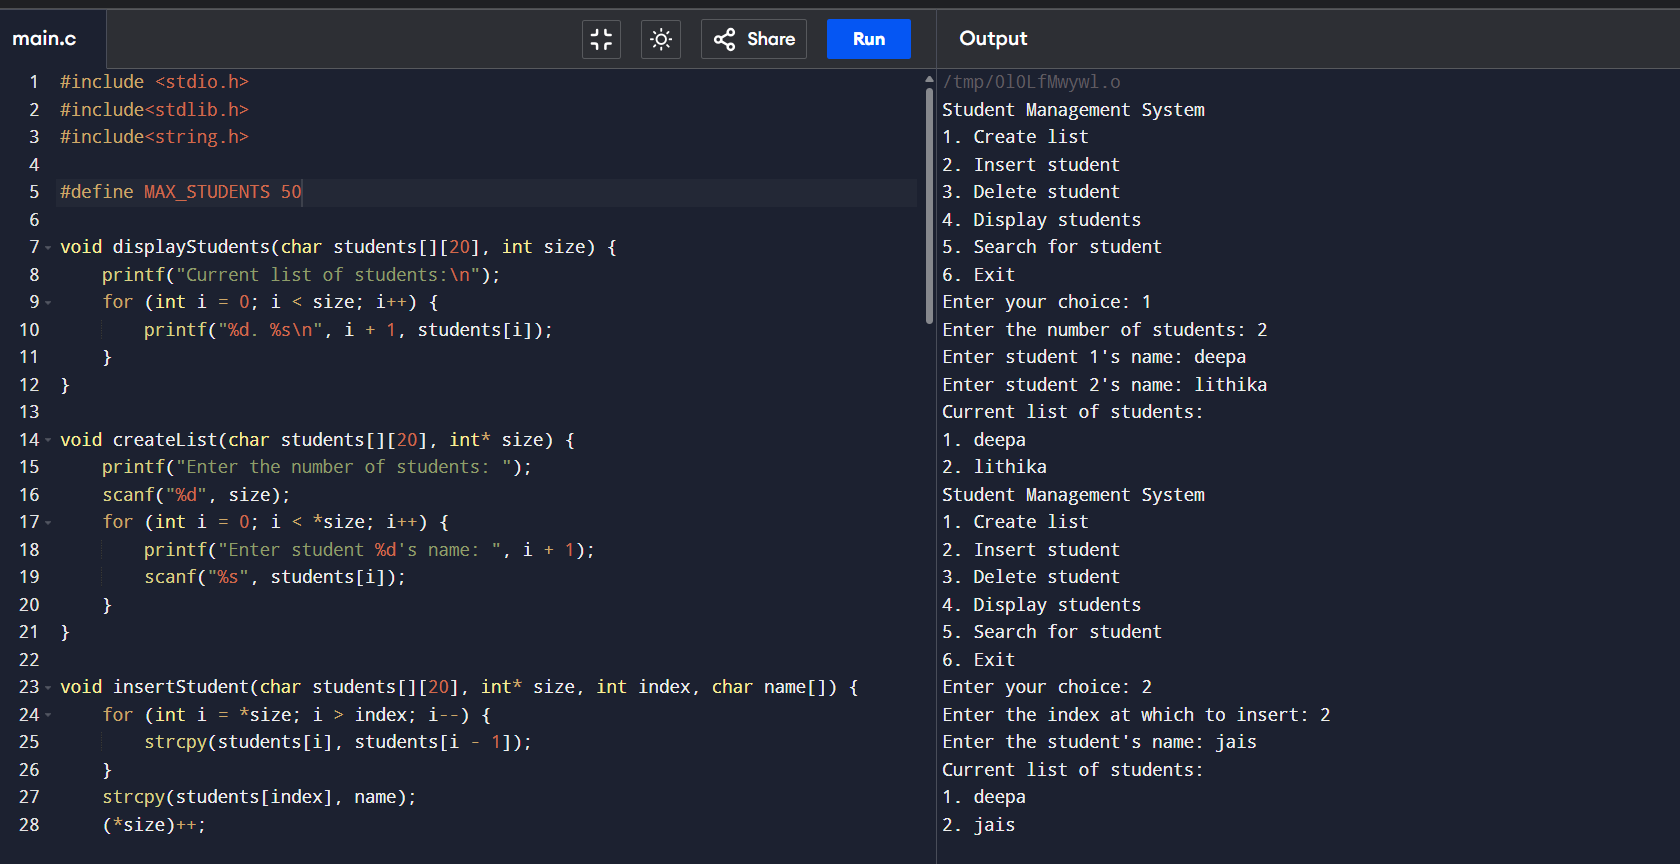 main.c
Share
Run
Output
1 #include <stdio.h>
2 #include<stdlib.h>
3 #include<string.h>
4
5 #define MAX_STUDENTS 50
6
7 void displayStudents(char students[][20], int size) {
8     printf("Current list of students:\n");
9     for (int i = 0; i < size; i++) {
10         printf("%d. %s\n", i + 1, students[i]);
11     }
12 }
13
14 void createList(char students[][20], int* size) {
15     printf("Enter the number of students: ");
16     scanf("%d", size);
17     for (int i = 0; i < *size; i++) {
18         printf("Enter student %d's name: ", i + 1);
19         scanf("%s", students[i]);
20     }
21 }
22
23 void insertStudent(char students[][20], int* size, int index, char name[]) {
24     for (int i = *size; i > index; i--) {
25         strcpy(students[i], students[i - 1]);
26     }
27     strcpy(students[index], name);
28     (*size)++;
/tmp/OlOLfMwywl.o
Student Management System
1. Create list
2. Insert student
3. Delete student
4. Display students
5. Search for student
6. Exit
Enter your choice: 1
Enter the number of students: 2
Enter student 1's name: deepa
Enter student 2's name: lithika
Current list of students:
1. deepa
2. lithika
Student Management System
1. Create list
2. Insert student
3. Delete student
4. Display students
5. Search for student
6. Exit
Enter your choice: 2
Enter the index at which to insert: 2
Enter the student's name: jais
Current list of students:
1. deepa
2. jais